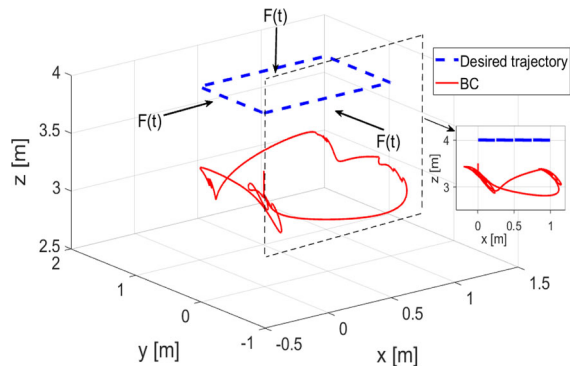 F(t)
4
Desired trajectory
BC
F(t)
F(t)
3.5
z [m]
3
2.5
2
1
0
-1
y [m]
-0.5
0
0.5
1
1.5
x [m]
4
z [m]
3
0
0.5
1
x [m]